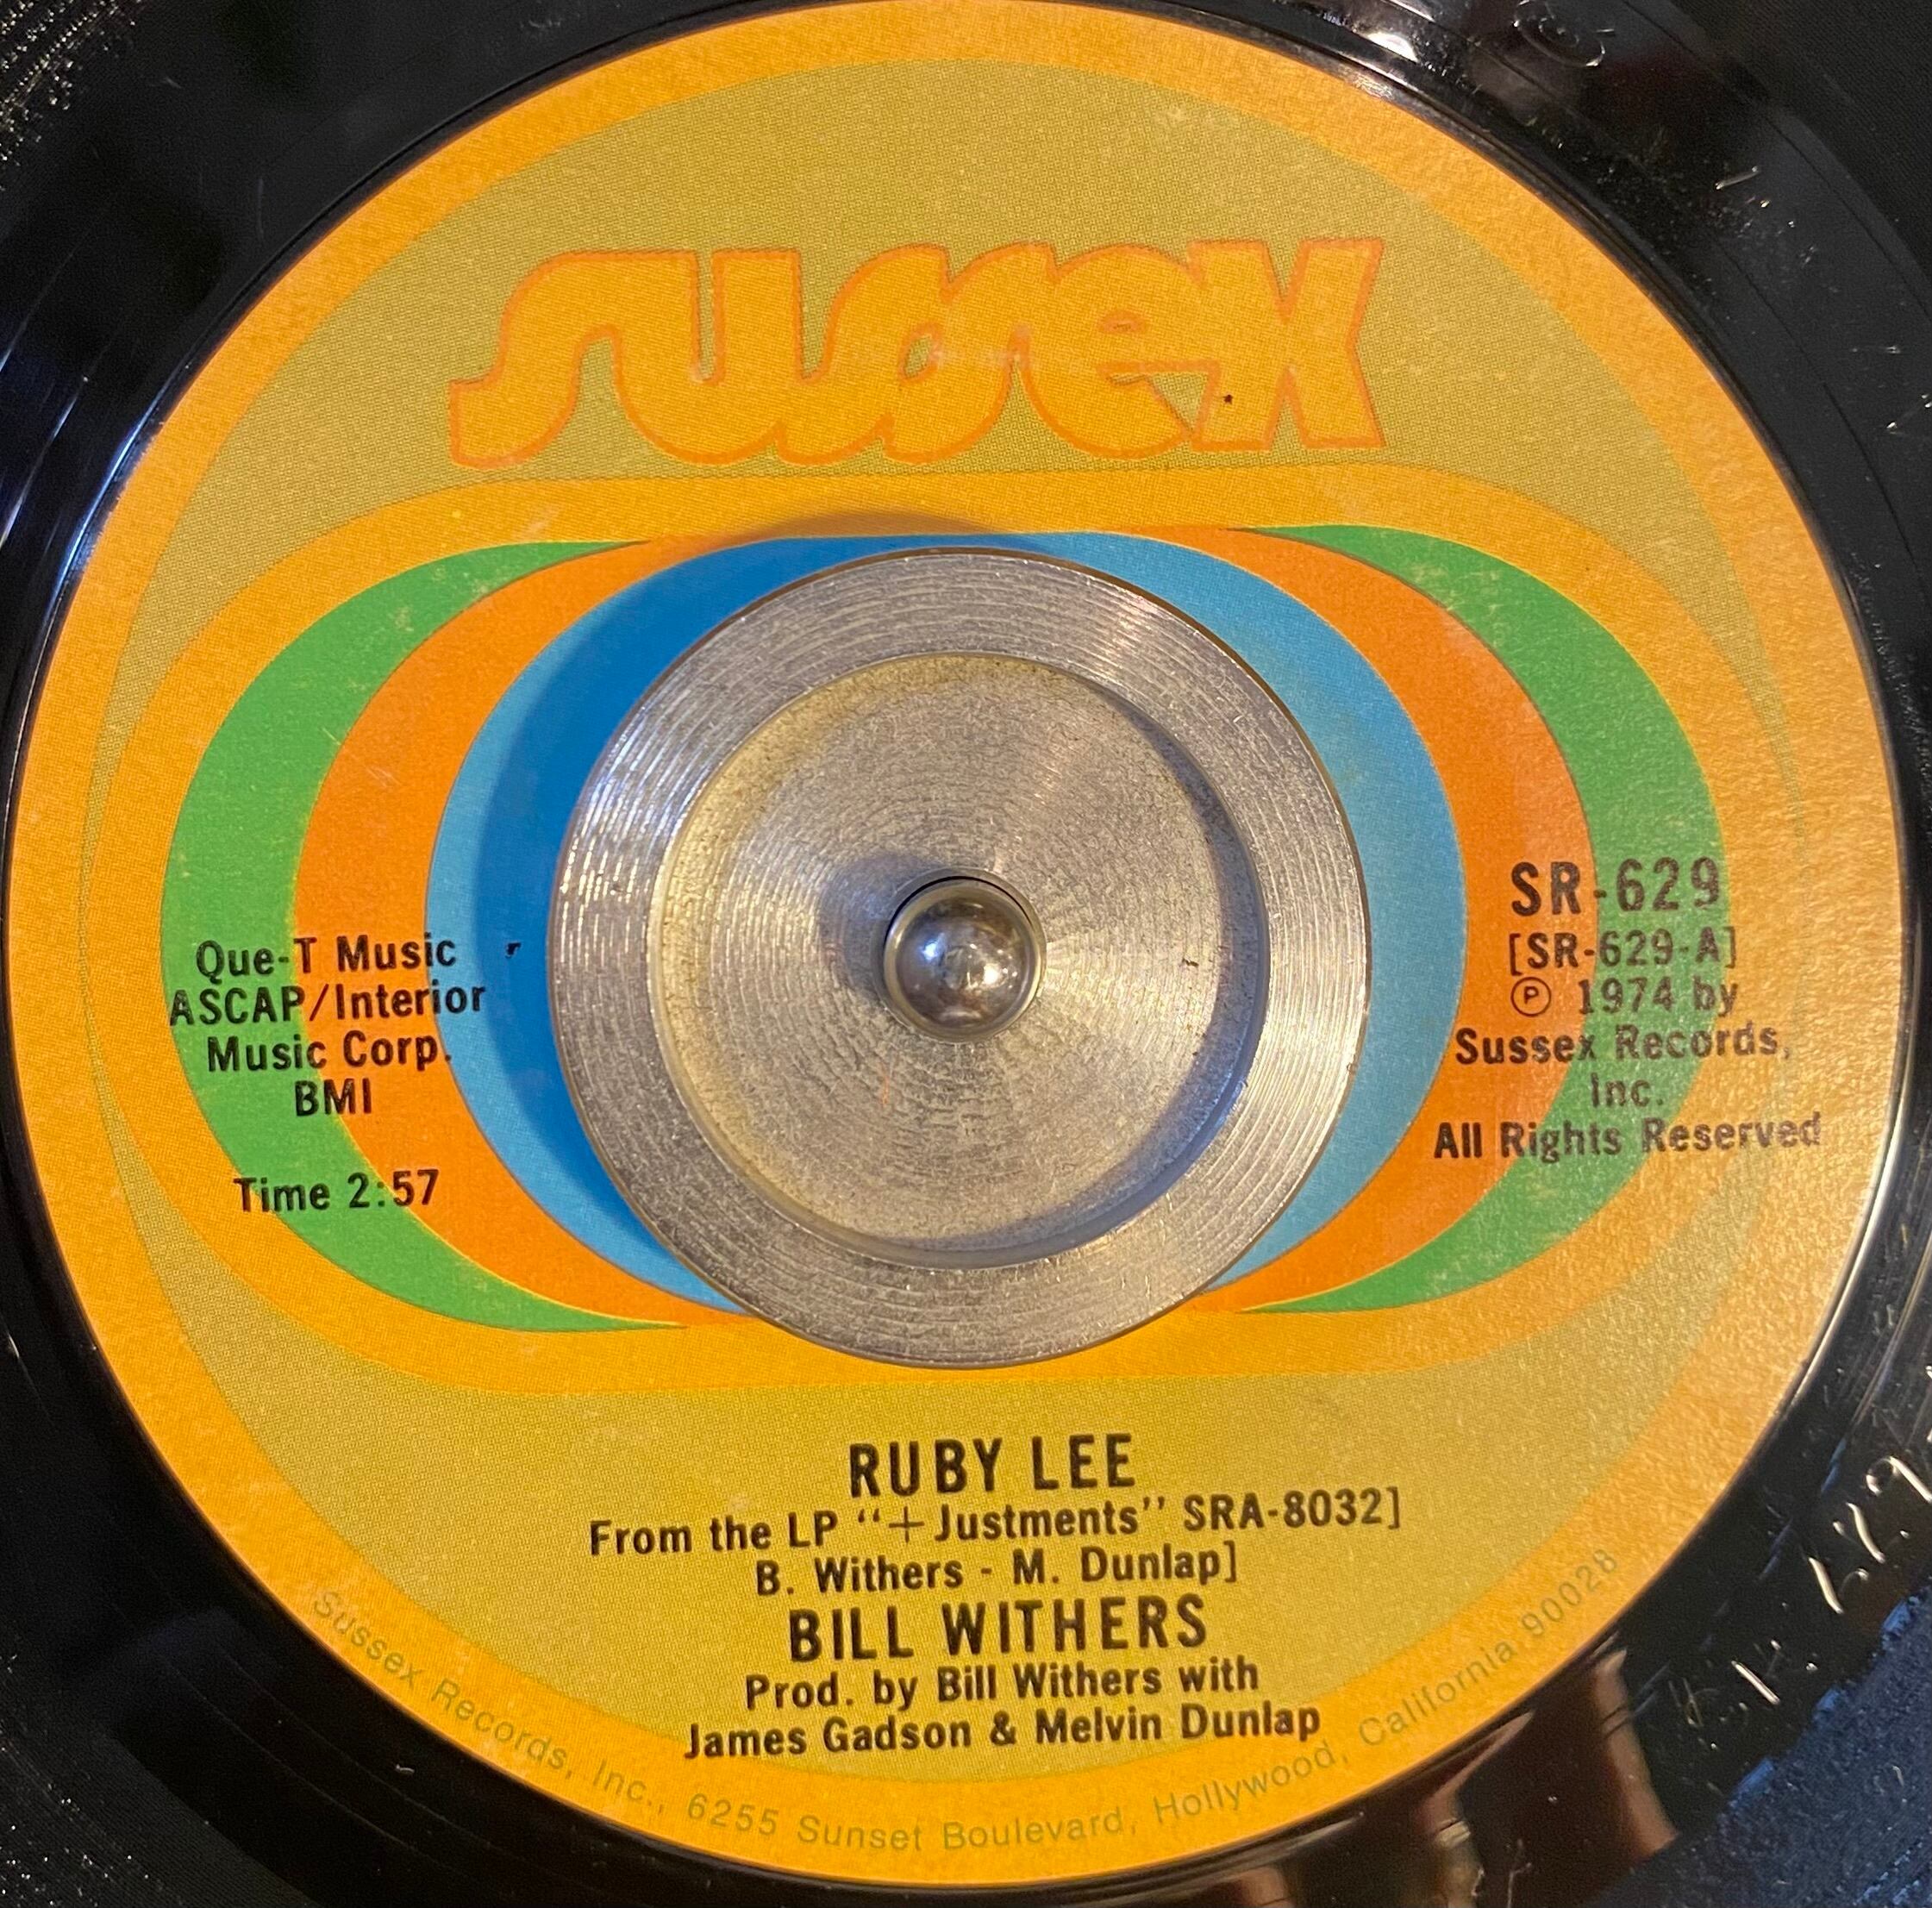 sussex
Que-T Music
ASCAP/Interior
Music Corp.
BMI
Time 2:57
SR-629
[SR-629-A]
℗ 1974 by
Sussex Records,
Inc.
All Rights Reserved
RUBY LEE
From the LP "+Justments" SRA-8032]
B. Withers - M. Dunlap]
BILL WITHERS
Prod. by Bill Withers with
James Gadson & Melvin Dunlap
Sussex Records, Inc., 6255 Sunset Boulevard, Hollywood, California 90028